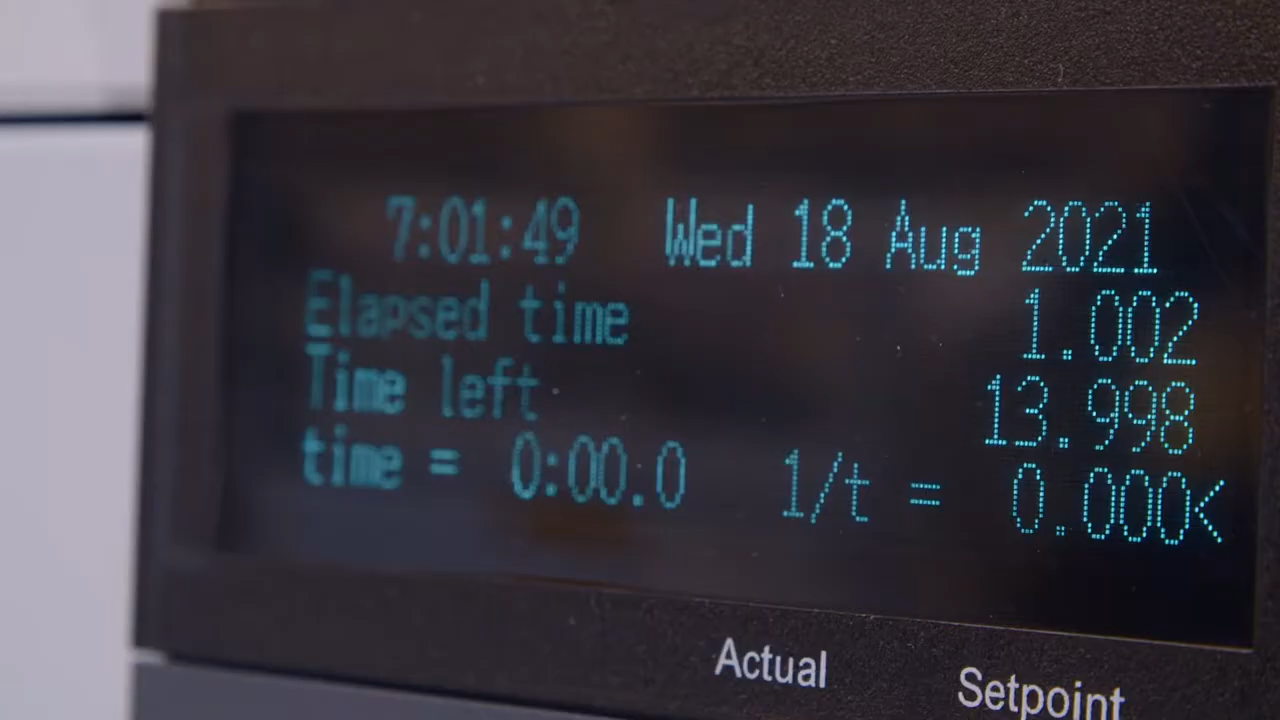 7:01:49 Wed 18 Aug 2021
Elapsed time 1.002
Time left 13.998
time = 0:00.0 1/t = 0.000K
Actual Setpoint